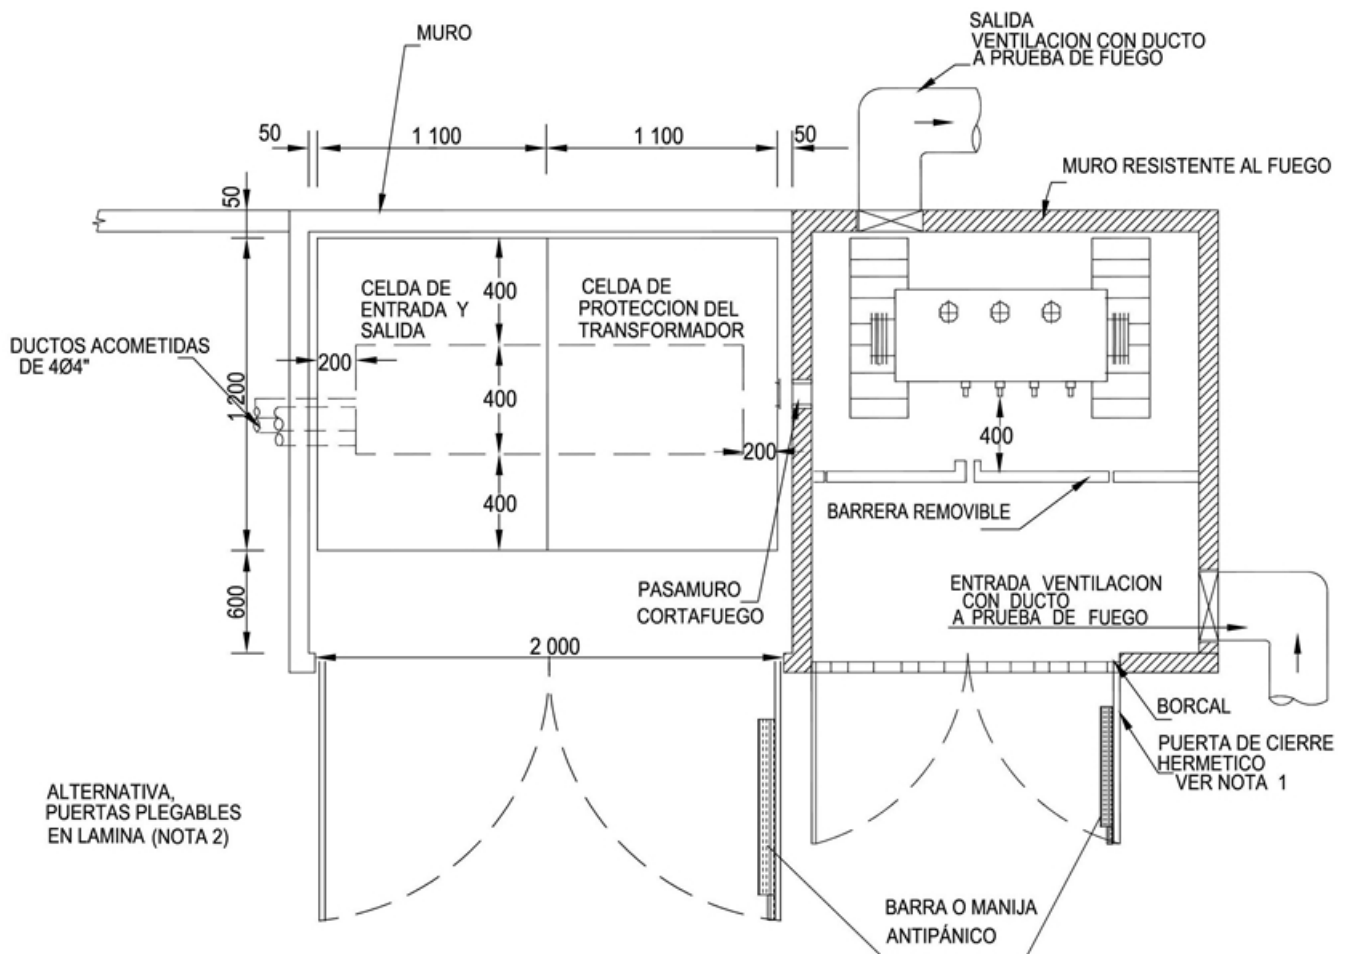 SALIDA
VENTILACION CON DUCTO
A PRUEBA DE FUEGO
MURO
50
1 100
1 100
50
MURO RESISTENTE AL FUEGO
50
CELDA DE
ENTRADA Y
SALIDA
400
CELDA DE
PROTECCION DEL
TRANSFORMADOR
DUCTOS ACOMETIDAS
DE 4Ø4"
200
1 200
400
200
400
400
BARRERA REMOVIBLE
600
PASAMURO
CORTAFUEGO
ENTRADA VENTILACION
CON DUCTO
A PRUEBA DE FUEGO
2 000
BORCAL
PUERTA DE CIERRE
HERMETICO
VER NOTA 1
ALTERNATIVA,
PUERTAS PLEGABLES
EN LAMINA (NOTA 2)
BARRA O MANIJA
ANTIPÁNICO